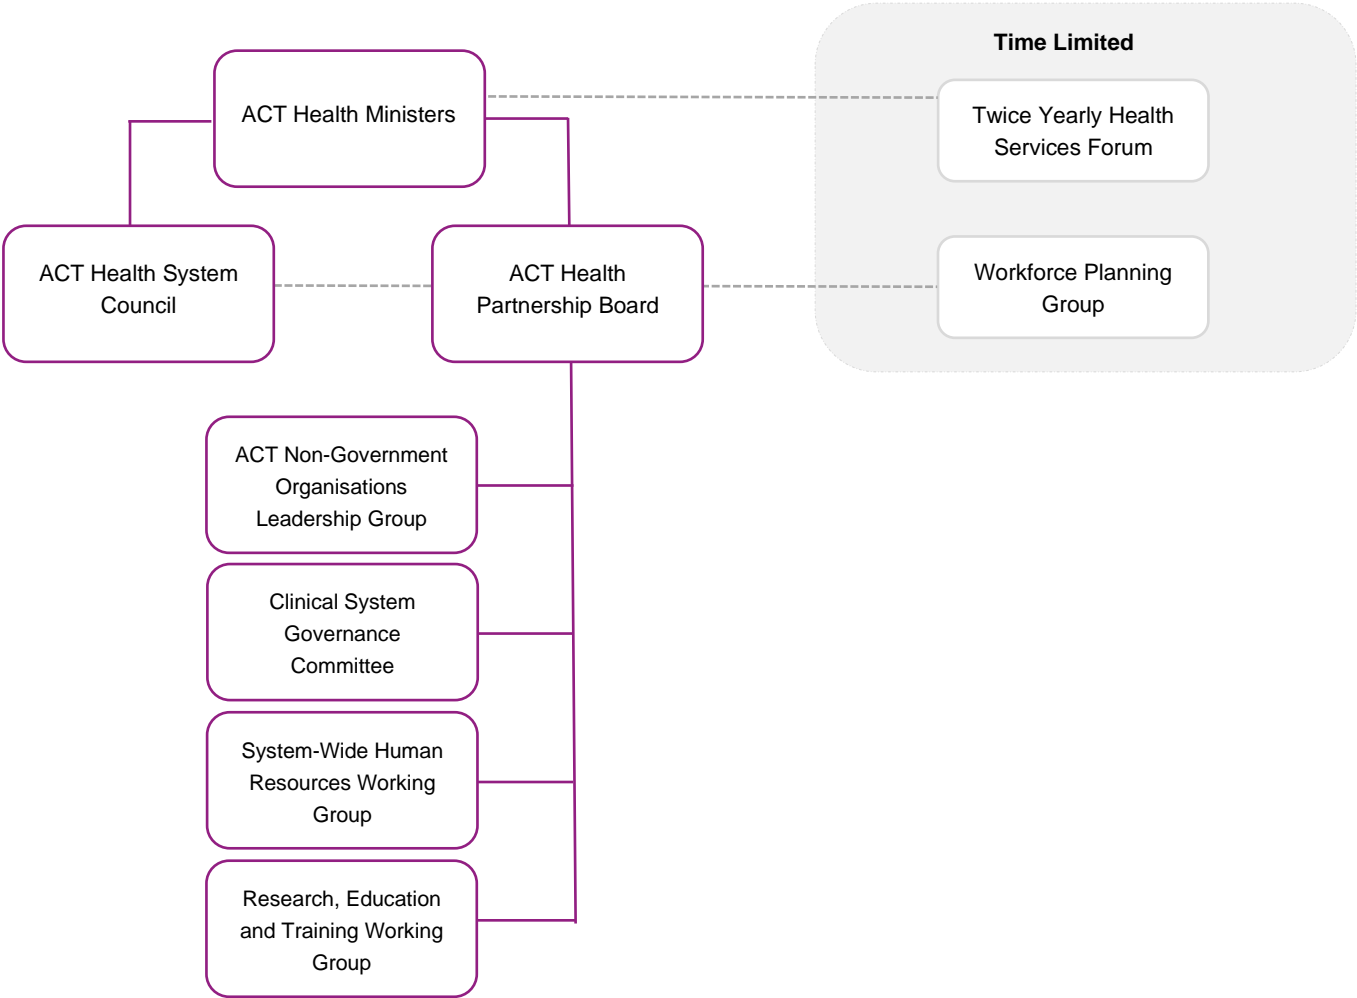 Time Limited
ACT Health Ministers
Twice Yearly Health
Services Forum
ACT Health System
Council
ACT Health
Partnership Board
Workforce Planning
Group
ACT Non-Government
Organisations
Leadership Group
Clinical System
Governance
Committee
System-Wide Human
Resources Working
Group
Research, Education
and Training Working
Group